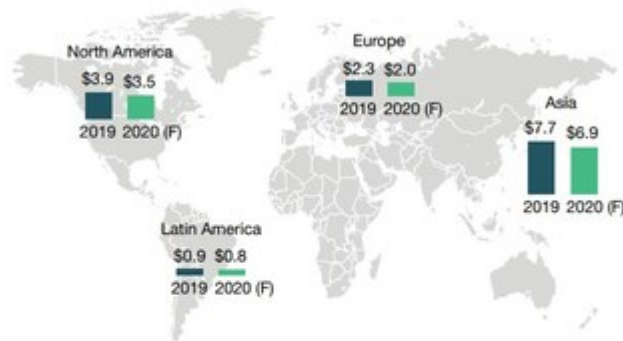 North America
$3.9 $3.5
2019 2020 (F)
Europe
$2.3 $2.0
2019 2020 (F)
Asia
$7.7 $6.9
2019 2020 (F)
Latin America
$0.9 $0.8
2019 2020 (F)